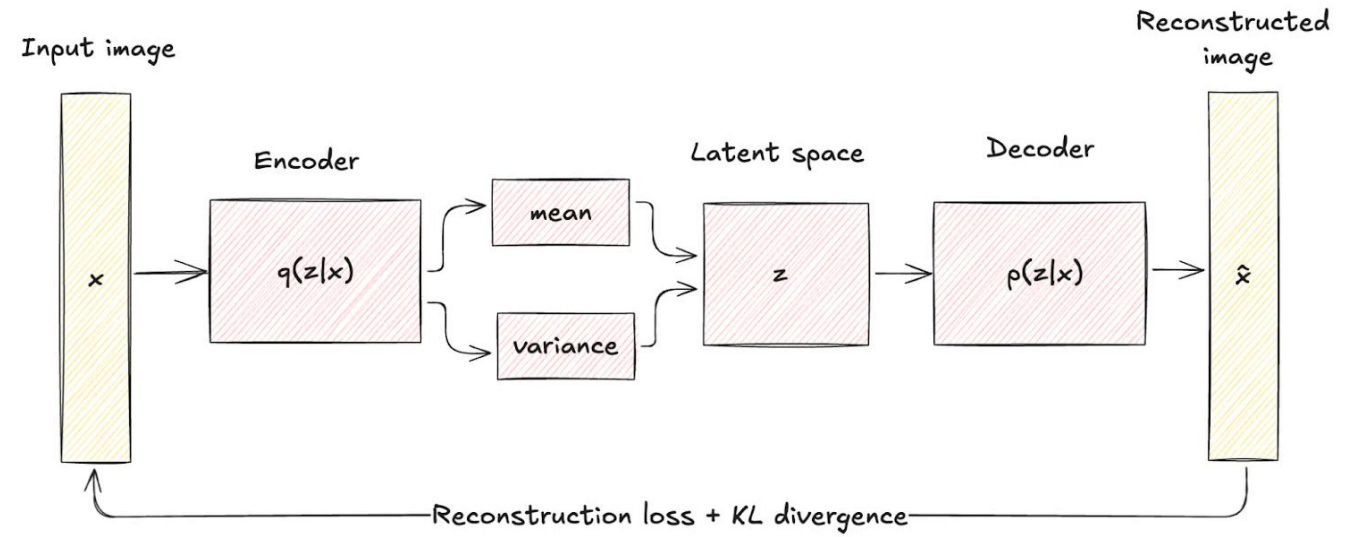 Input image
Reconstructed
image
Encoder
Latent space
Decoder
x
q(z|x)
mean
variance
z
p(z|x)
x̂
Reconstruction loss + KL divergence